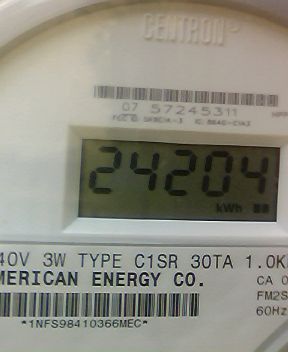 CENTRON
07 57245311
24204
kWh
40V 3W TYPE C1SR 30TA 1.0K
MERICAN ENERGY CO.
CA 0
FM2S
60Hz
*1NFS98410366MEC*